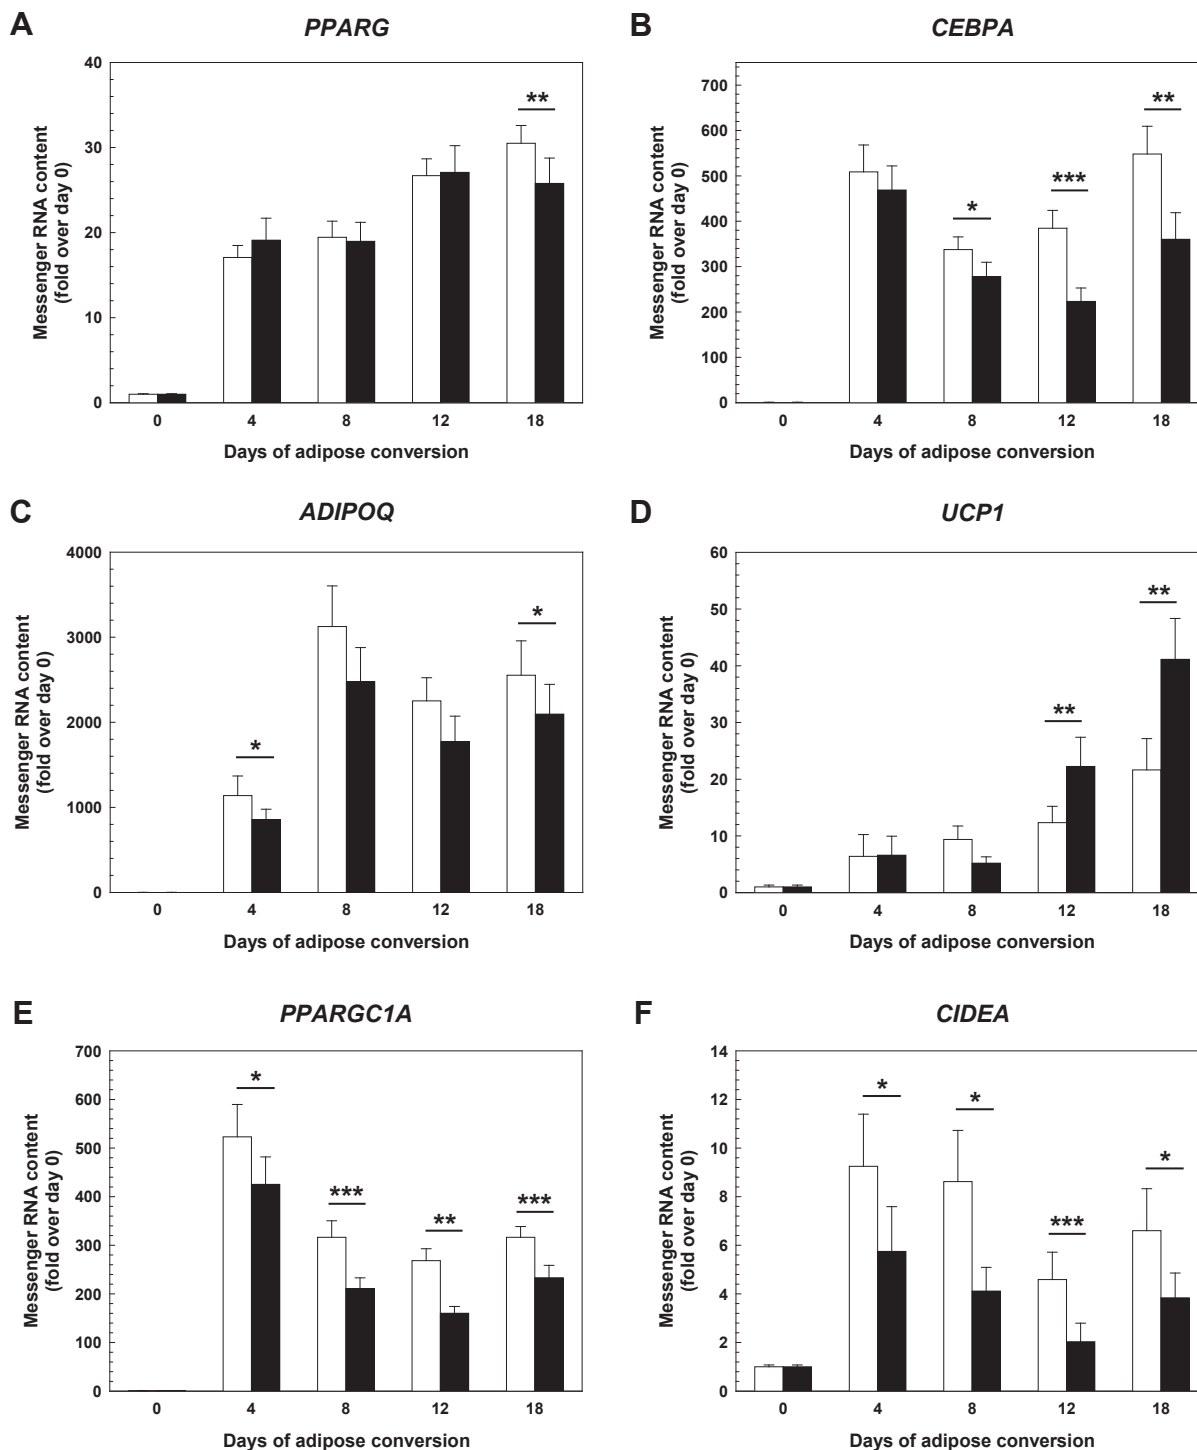 A
PPARG
Messenger RNA content
(fold over day 0)
40
30
20
10
0
**
0 4 8 12 18
Days of adipose conversion
B
CEBPA
Messenger RNA content
(fold over day 0)
700
600
500
400
300
200
100
0
* *** **
0 4 8 12 18
Days of adipose conversion
C
ADIPOQ
Messenger RNA content
(fold over day 0)
4000
3000
2000
1000
0
* *
0 4 8 12 18
Days of adipose conversion
D
UCP1
Messenger RNA content
(fold over day 0)
60
50
40
30
20
10
0
** **
0 4 8 12 18
Days of adipose conversion
E
PPARGC1A
Messenger RNA content
(fold over day 0)
700
600
500
400
300
200
100
0
* *** ** ***
0 4 8 12 18
Days of adipose conversion
F
CIDEA
Messenger RNA content
(fold over day 0)
14
12
10
8
6
4
2
0
* * *** *
0 4 8 12 18
Days of adipose conversion